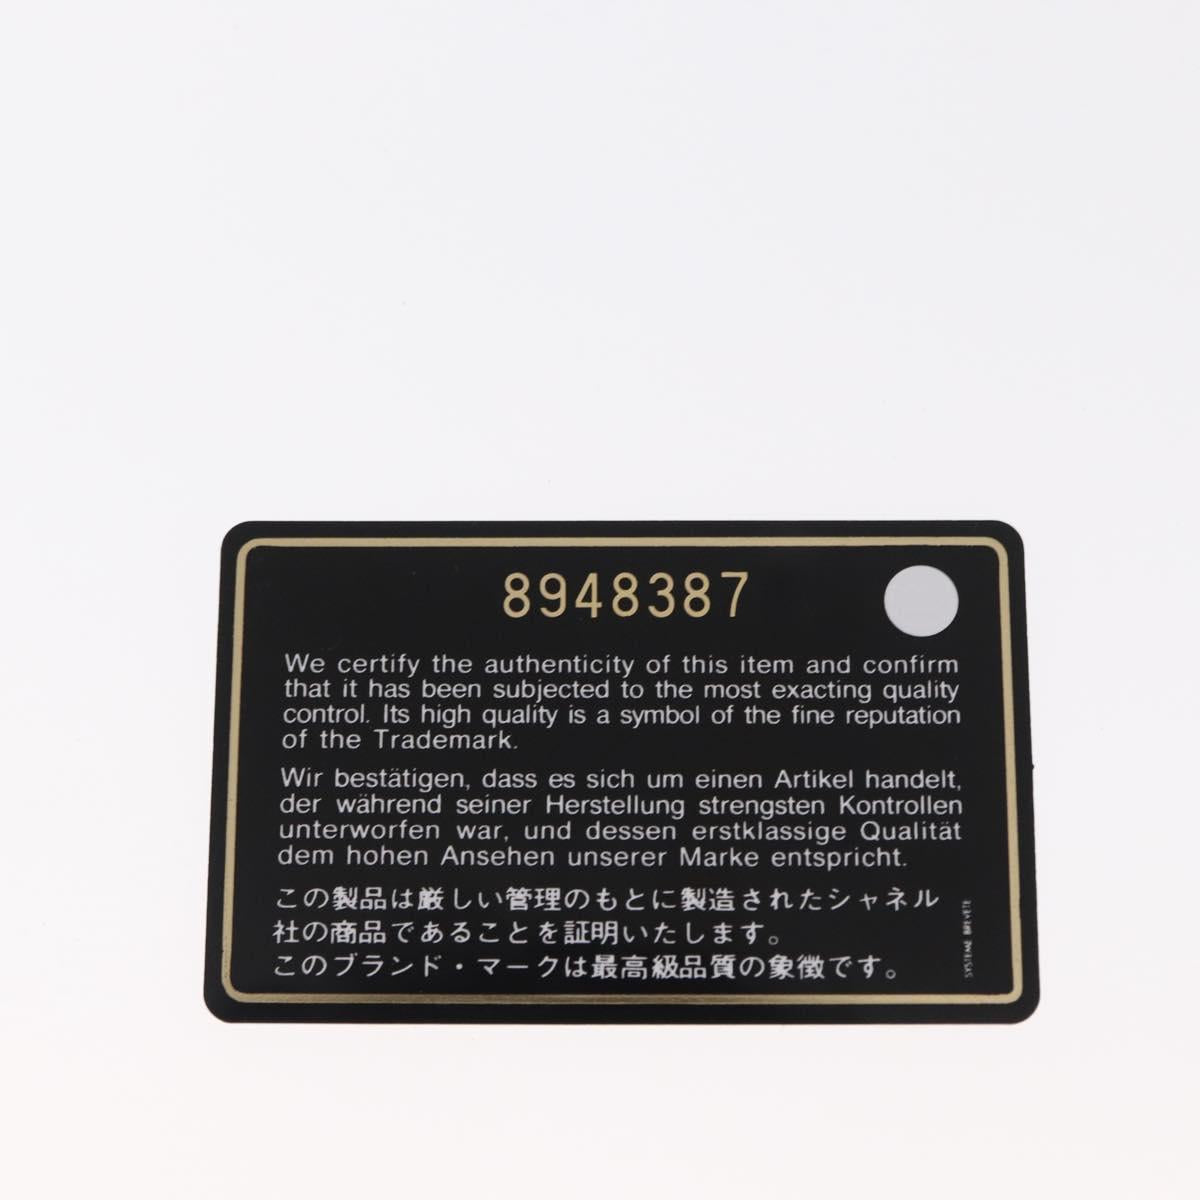 8948387
We certify the authenticity of this item and confirm
that it has been subjected to the most exacting quality
control. Its high quality is a symbol of the fine reputation
of the Trademark.
Wir bestätigen, dass es sich um einen Artikel handelt,
der während seiner Herstellung strengsten Kontrollen
unterworfen war, und dessen erstklassige Qualität
dem hohen Ansehen unserer Marke entspricht.
この製品は厳しい管理のもとに製造されたシャネル
社の商品であることを証明いたします。
このブランド・マークは最高級品質の象徴です。
SYSTEME BREVETE